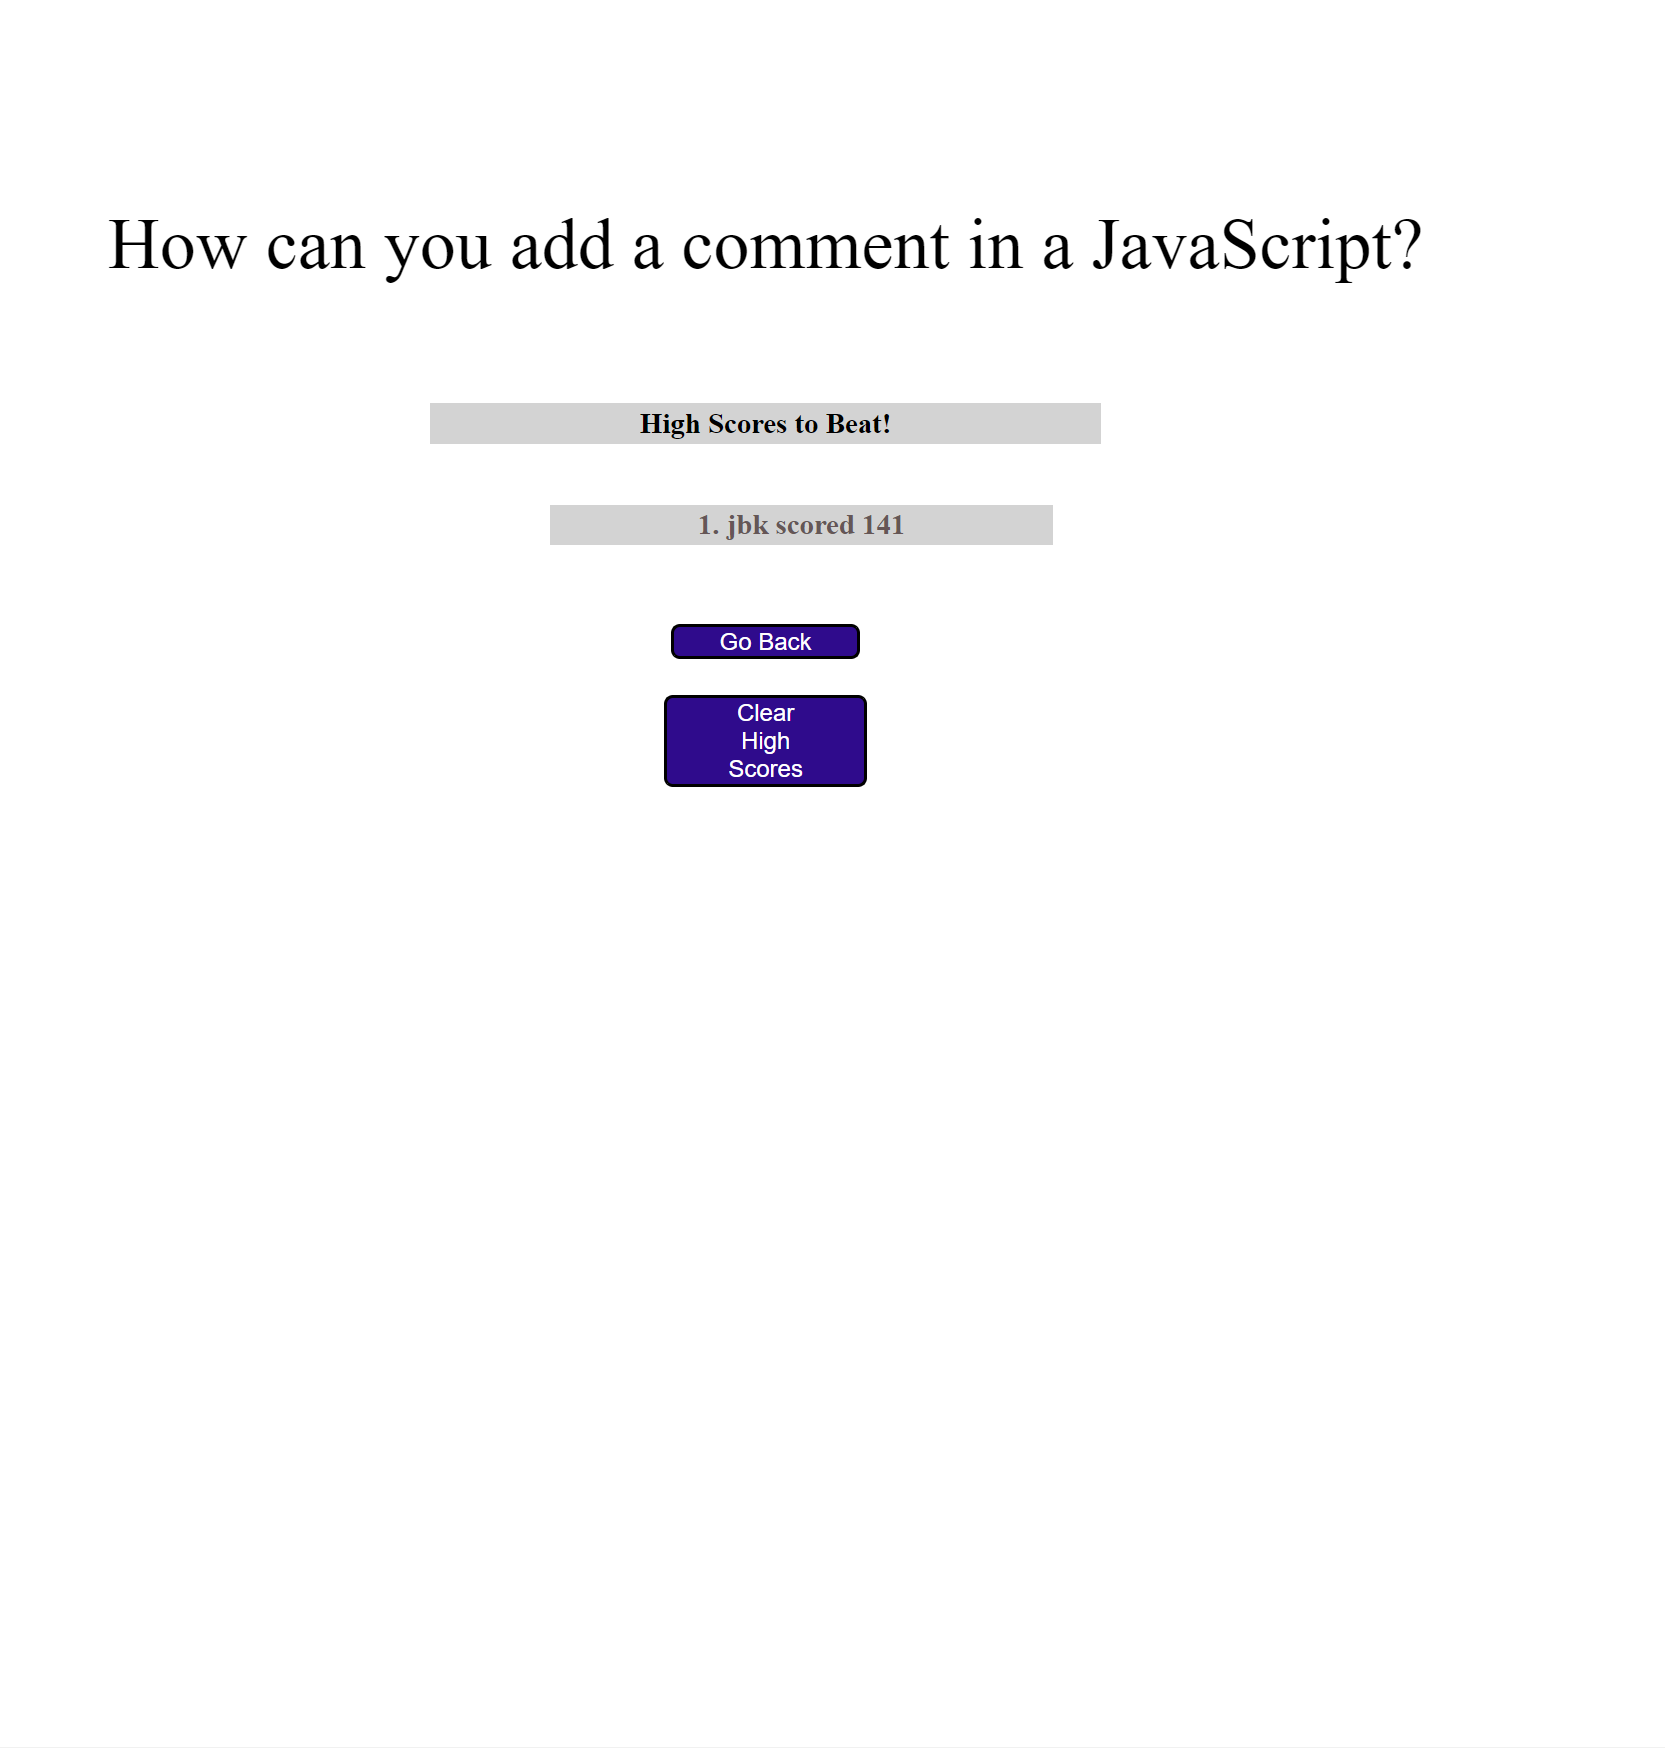 How can you add a comment in a JavaScript?
High Scores to Beat!
1. jbk scored 141
Go Back
Clear
High
Scores